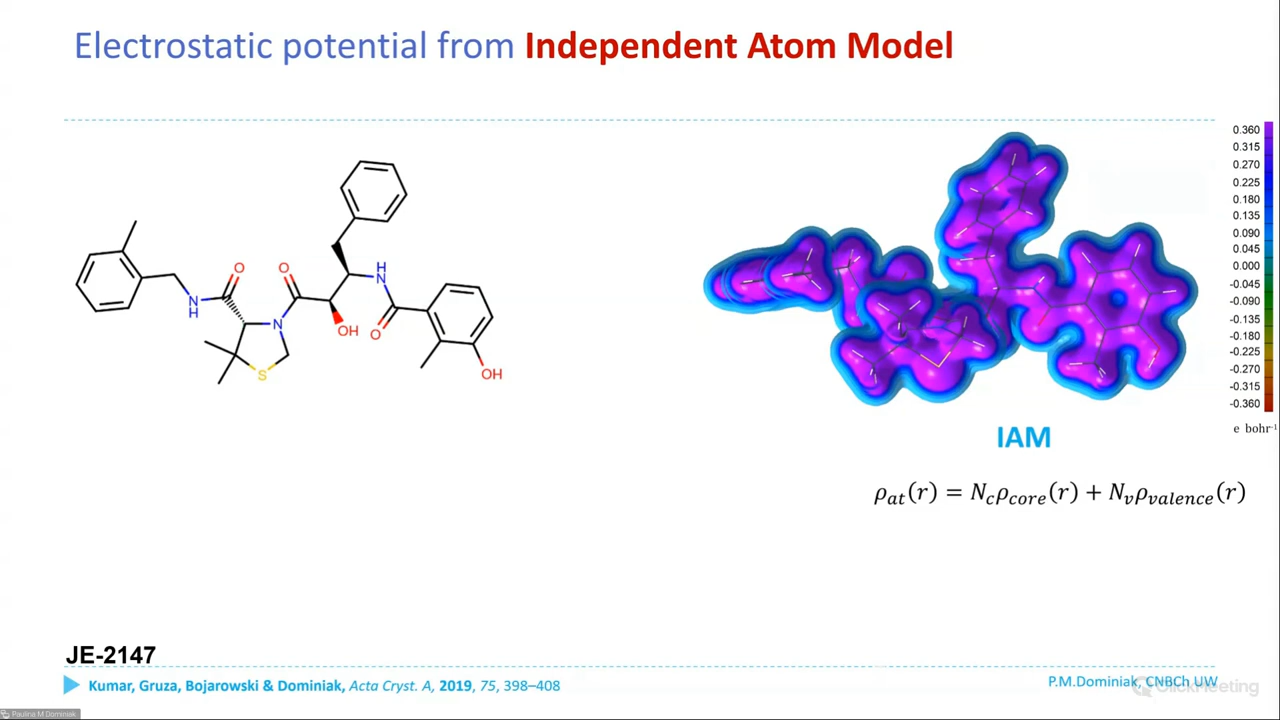 Electrostatic potential from Independent Atom Model
O
N
H
O
N
S
O
OH
H
N
O
OH
0.360
0.315
0.270
0.225
0.180
0.135
0.090
0.045
0.000
-0.045
-0.090
-0.135
-0.180
-0.225
-0.270
-0.315
-0.360
e bohr⁻¹
IAM
ρat(r) = Ncρcore(r) + Nvρvalence(r)
JE-2147
Kumar, Gruza, Bojarowski & Dominiak, Acta Cryst. A, 2019, 75, 398–408
P.M.Dominiak, CNBCh UW
ClickMeeting
Paulina M Dominiak